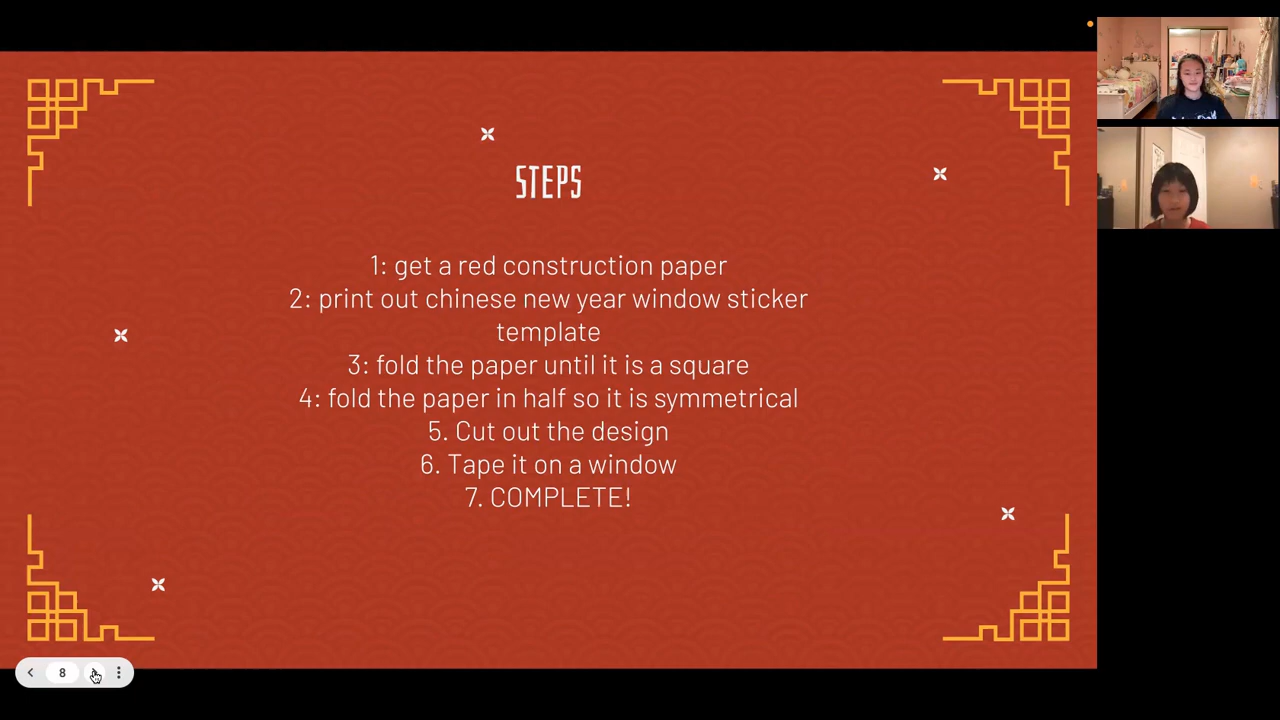 STEPS
1: get a red construction paper
2: print out chinese new year window sticker
template
3: fold the paper until it is a square
4: fold the paper in half so it is symmetrical
5. Cut out the design
6. Tape it on a window
7. COMPLETE!
8